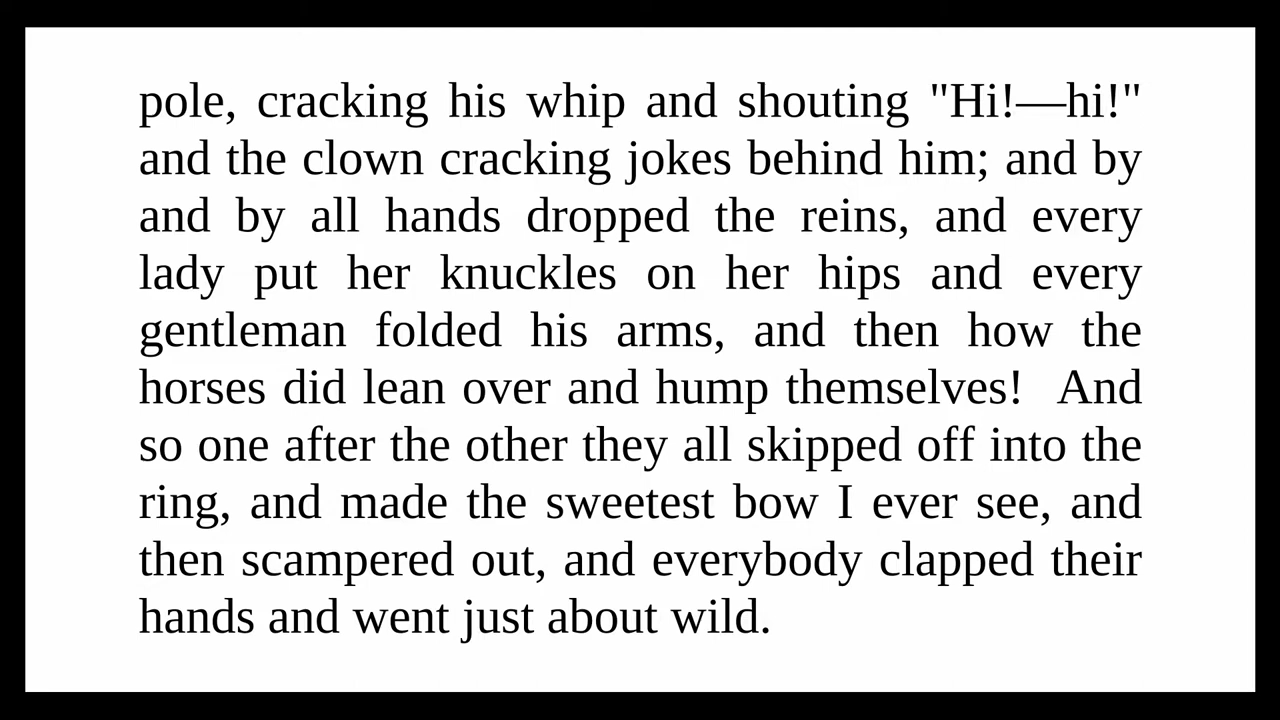 pole, cracking his whip and shouting "Hi!—hi!"
and the clown cracking jokes behind him; and by
and by all hands dropped the reins, and every
lady put her knuckles on her hips and every
gentleman folded his arms, and then how the
horses did lean over and hump themselves!  And
so one after the other they all skipped off into the
ring, and made the sweetest bow I ever see, and
then scampered out, and everybody clapped their
hands and went just about wild.